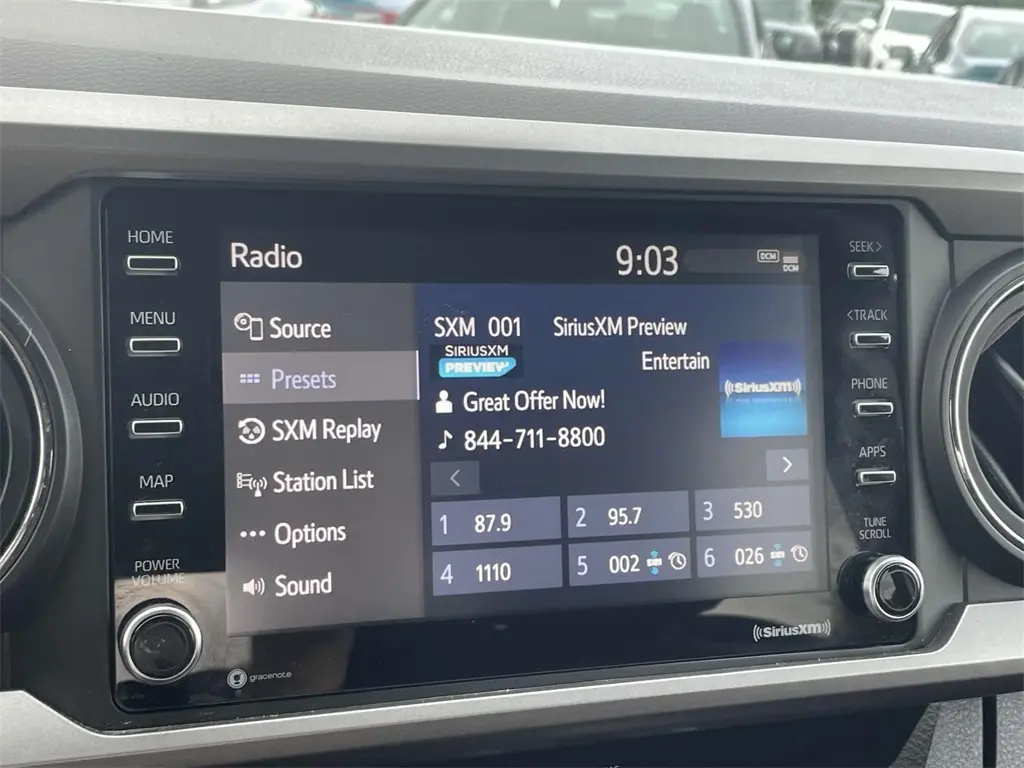 HOME
MENU
AUDIO
MAP
POWER
VOLUME
Radio
9:03
DCM
DCM
Source
Presets
SXM Replay
Station List
Options
Sound
SXM 001 SiriusXM Preview
SIRIUSXM
PREVIEW
Entertain
Great Offer Now!
844-711-8800
((SiriusXM))
<
>
1 87.9
2 95.7
3 530
4 1110
5 002
6 026
SEEK >
< TRACK
PHONE
APPS
TUNE
SCROLL
((SiriusXM))
gracenote